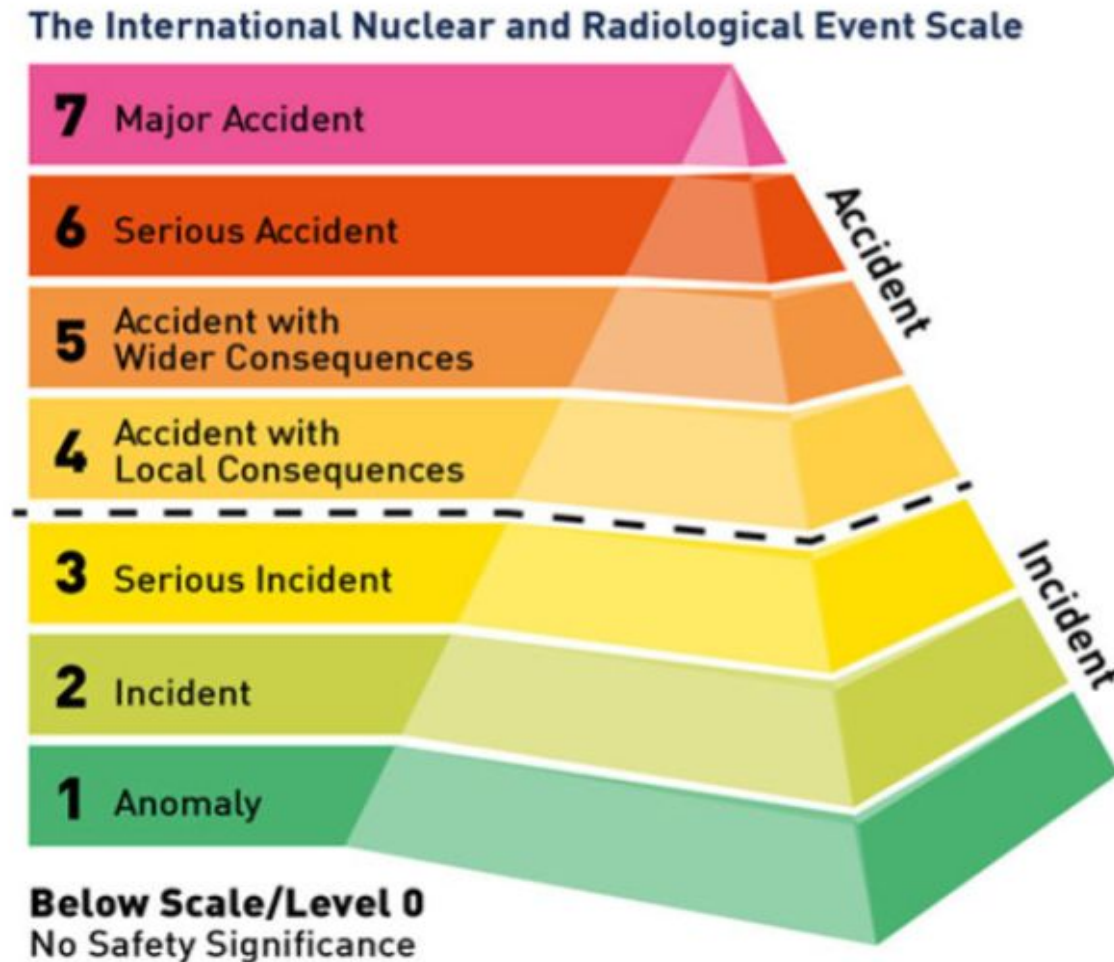 The International Nuclear and Radiological Event Scale
7 Major Accident
6 Serious Accident
5 Accident with
Wider Consequences
4 Accident with
Local Consequences
3 Serious Incident
2 Incident
1 Anomaly
Accident
Incident
Below Scale/Level 0
No Safety Significance